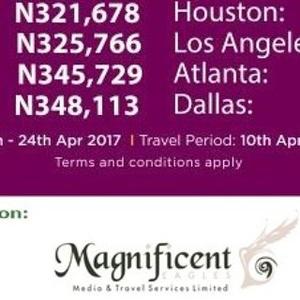 N321,678 Houston:
N325,766 Los Angele
N345,729 Atlanta:
N348,113 Dallas:
- 24th Apr 2017 | Travel Period: 10th Apr
Terms and conditions apply
on:
Magnificent
EAGLES
Media & Travel Services Limited